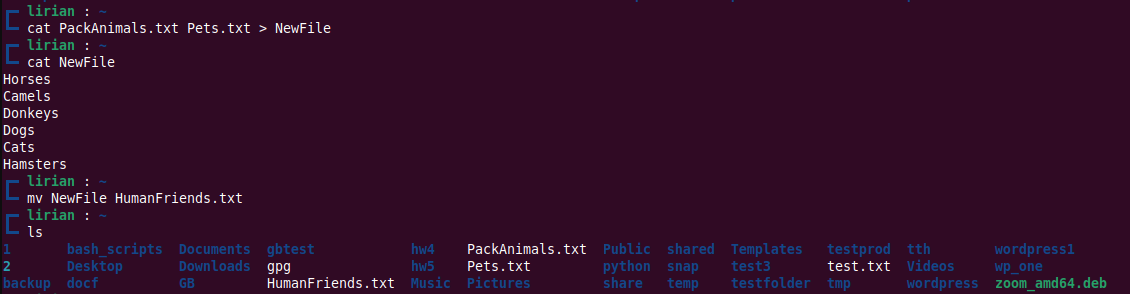 lirian : ~
cat PackAnimals.txt Pets.txt > NewFile
lirian : ~
cat NewFile
Horses
Camels
Donkeys
Dogs
Cats
Hamsters
lirian : ~
mv NewFile HumanFriends.txt
lirian : ~
ls
1 bash_scripts Documents gbtest hw4 PackAnimals.txt Public shared Templates testprod tth wordpress1
2 Desktop Downloads gpg hw5 Pets.txt python snap test3 test.txt Videos wp_one
backup docf GB HumanFriends.txt Music Pictures share temp testfolder tmp wordpress zoom_amd64.deb